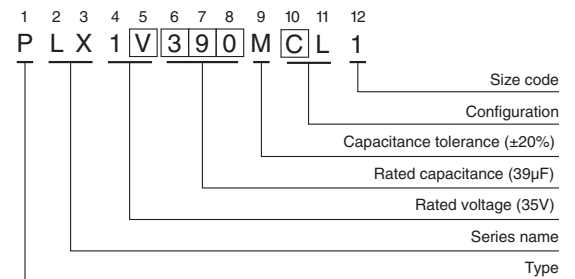 1 2 3 4 5 6 7 8 9 10 11 12
P L X 1 V 3 9 0 M C L 1
Size code
Configuration
Capacitance tolerance (±20%)
Rated capacitance (39µF)
Rated voltage (35V)
Series name
Type